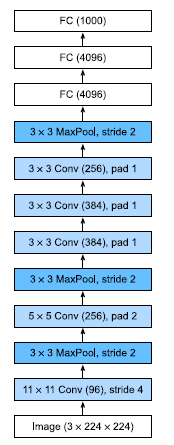 FC (1000)
FC (4096)
FC (4096)
3 × 3 MaxPool, stride 2
3 × 3 Conv (256), pad 1
3 × 3 Conv (384), pad 1
3 × 3 Conv (384), pad 1
3 × 3 MaxPool, stride 2
5 × 5 Conv (256), pad 2
3 × 3 MaxPool, stride 2
11 × 11 Conv (96), stride 4
Image (3 × 224 × 224)